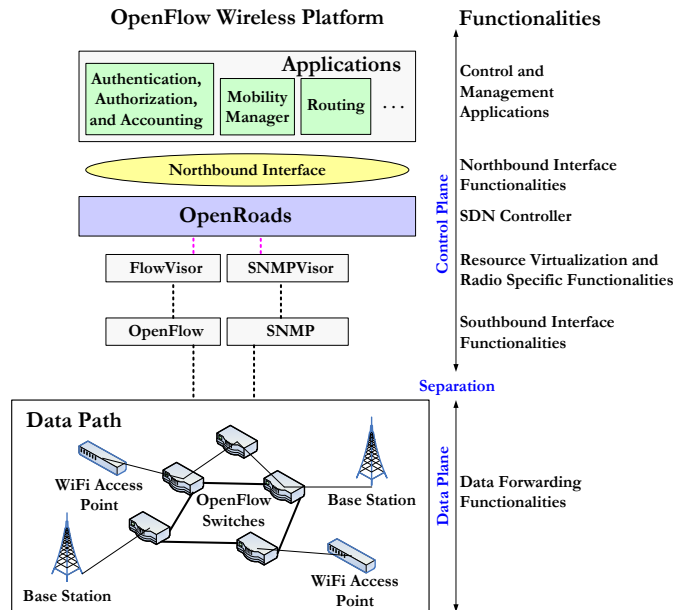 OpenFlow Wireless Platform
Functionalities
Applications
Authentication,
Authorization,
and Accounting
Mobility
Manager
Routing
. . .
Control and
Management
Applications
Northbound Interface
Northbound Interface
Functionalities
OpenRoads
SDN Controller
Control Plane
FlowVisor
SNMPVisor
Resource Virtualization and
Radio Specific Functionalities
OpenFlow
SNMP
Southbound Interface
Functionalities
Separation
Data Path
WiFi Access
Point
OpenFlow
Switches
Base Station
Base Station
WiFi Access
Point
Data Plane
Data Forwarding
Functionalities